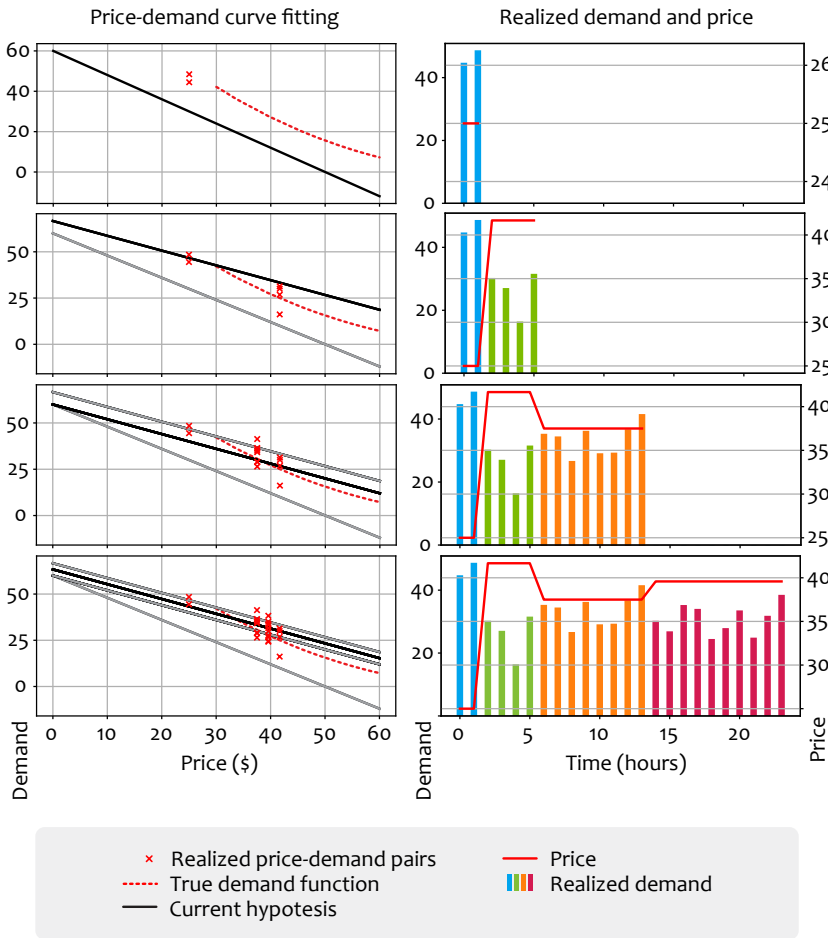 Price-demand curve fitting
Realized demand and price
60
40
20
0
40
20
0
26
25
24
50
25
0
40
20
0
40
35
30
25
50
25
0
40
20
0
40
35
30
25
50
25
0
40
20
40
35
30
0 10 20 30 40 50 60
0 5 10 15 20
Demand
Price ($)
Demand
Time (hours)
Price
Realized price-demand pairs
True demand function
Current hypotesis
Price
Realized demand